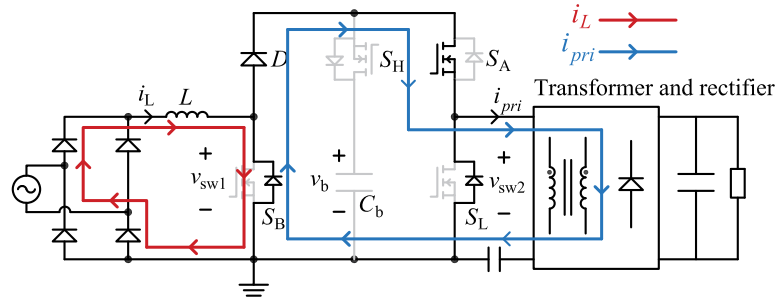 i_L
i_pri
D
S_H
S_A
Transformer and rectifier
i_L
L
i_pri
+
v_sw1
−
S_B
+
v_b
−
C_b
+
v_sw2
−
S_L